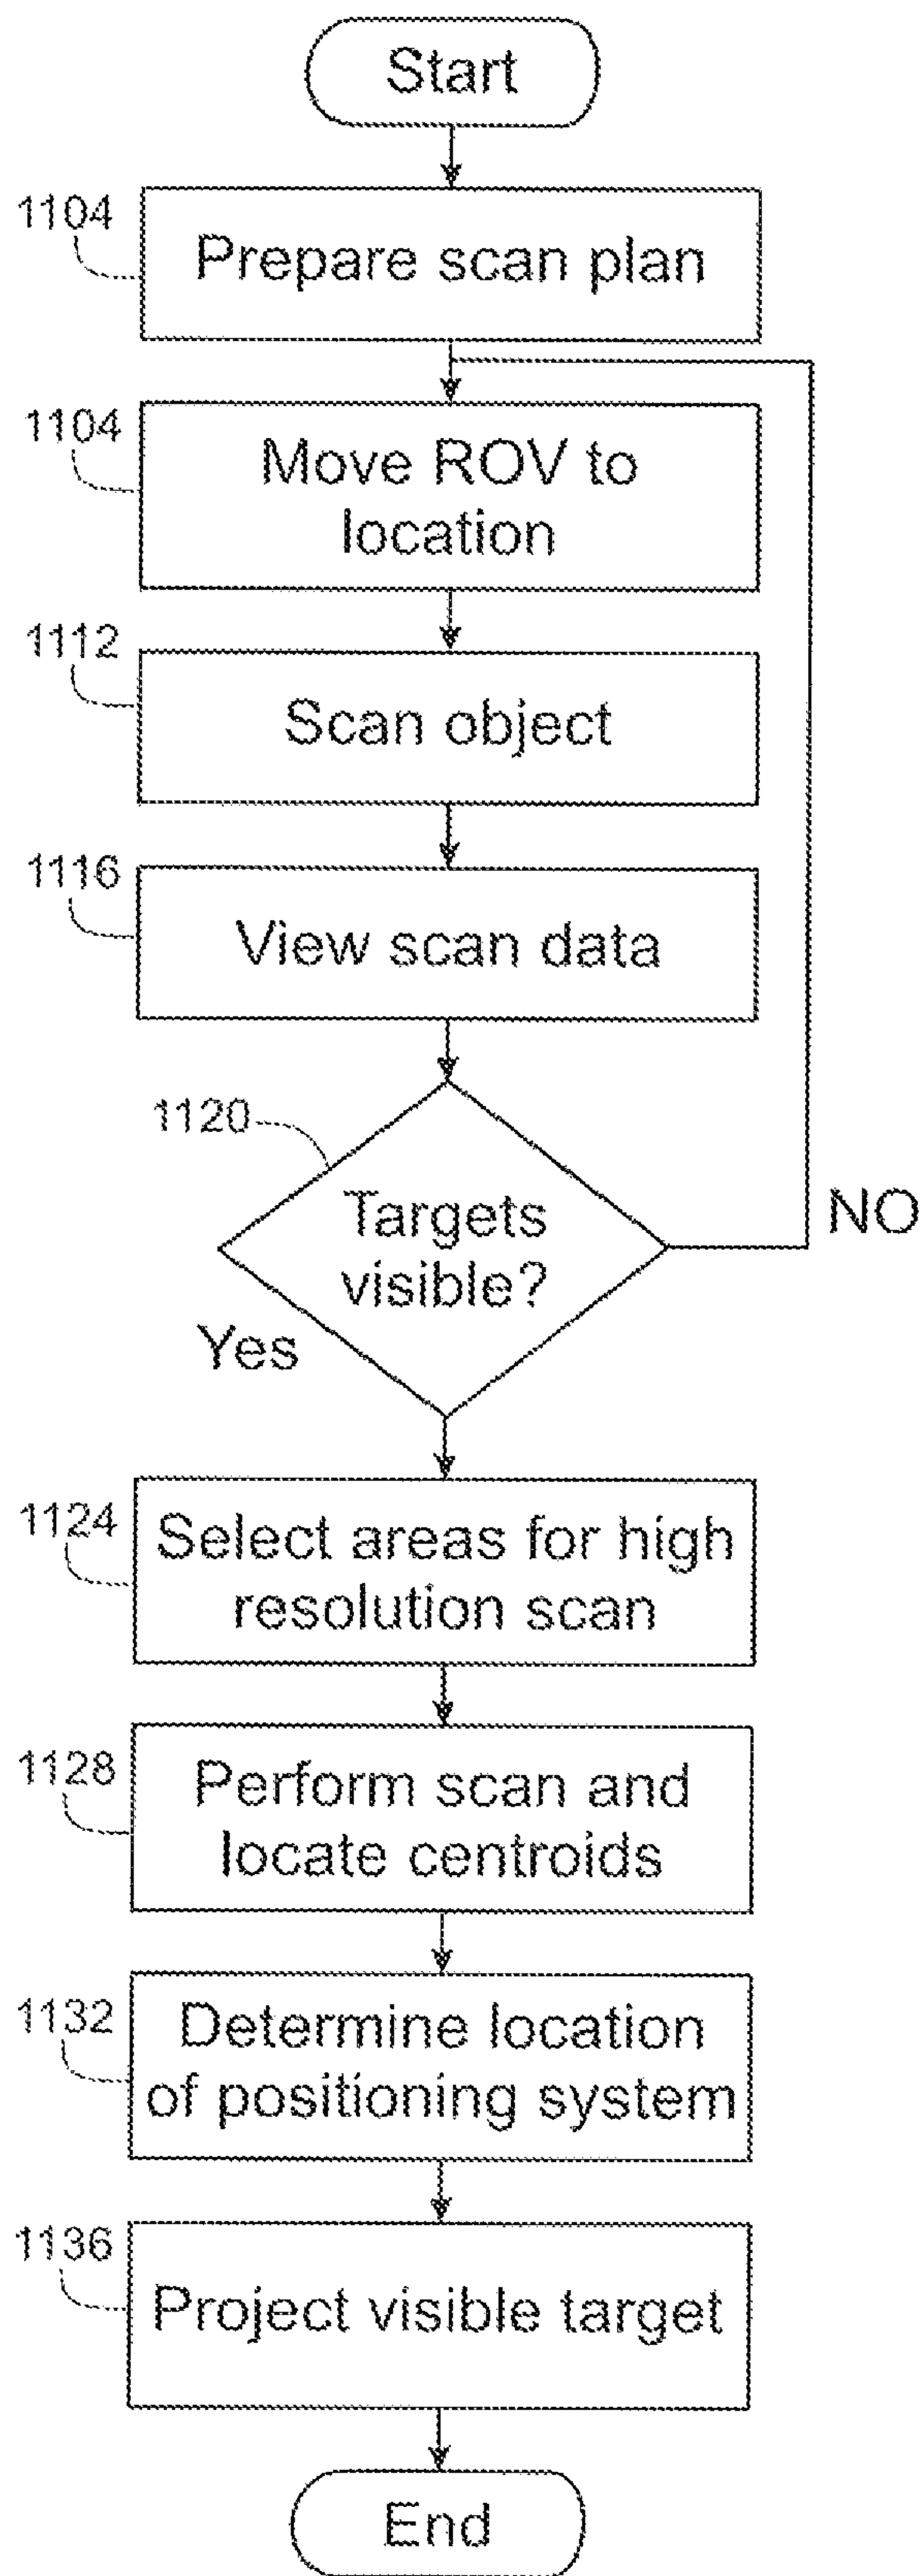 Start
1104
Prepare scan plan
1104
Move ROV to
location
1112
Scan object
1116
View scan data
1120
Targets
visible?
NO
Yes
1124
Select areas for high
resolution scan
1128
Perform scan and
locate centroids
1132
Determine location
of positioning system
1136
Project visible target
End